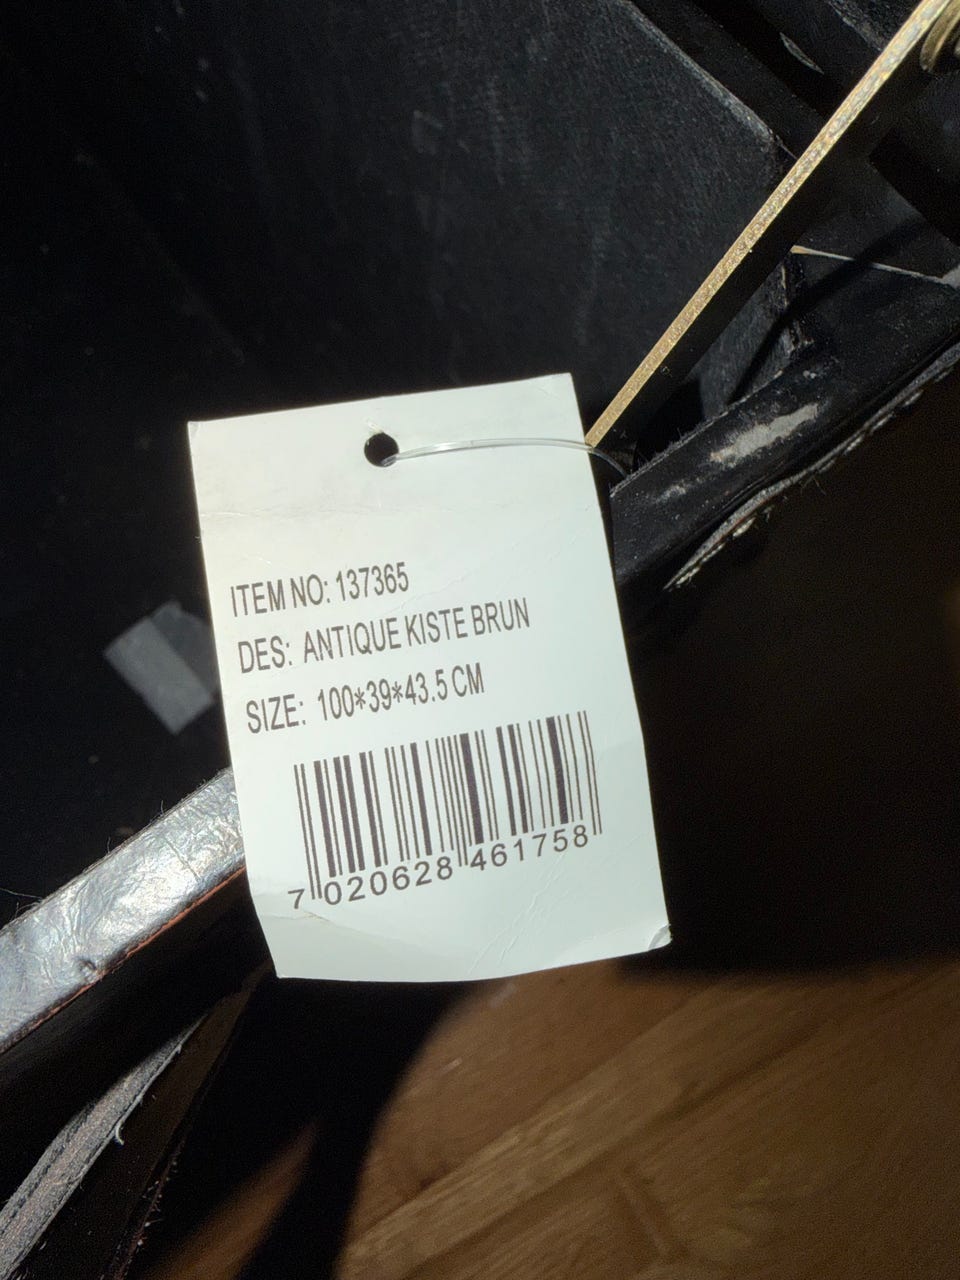 ITEM NO: 137365
DES: ANTIQUE KISTE BRUN
SIZE: 100*39*43.5 CM
7 020628 461758